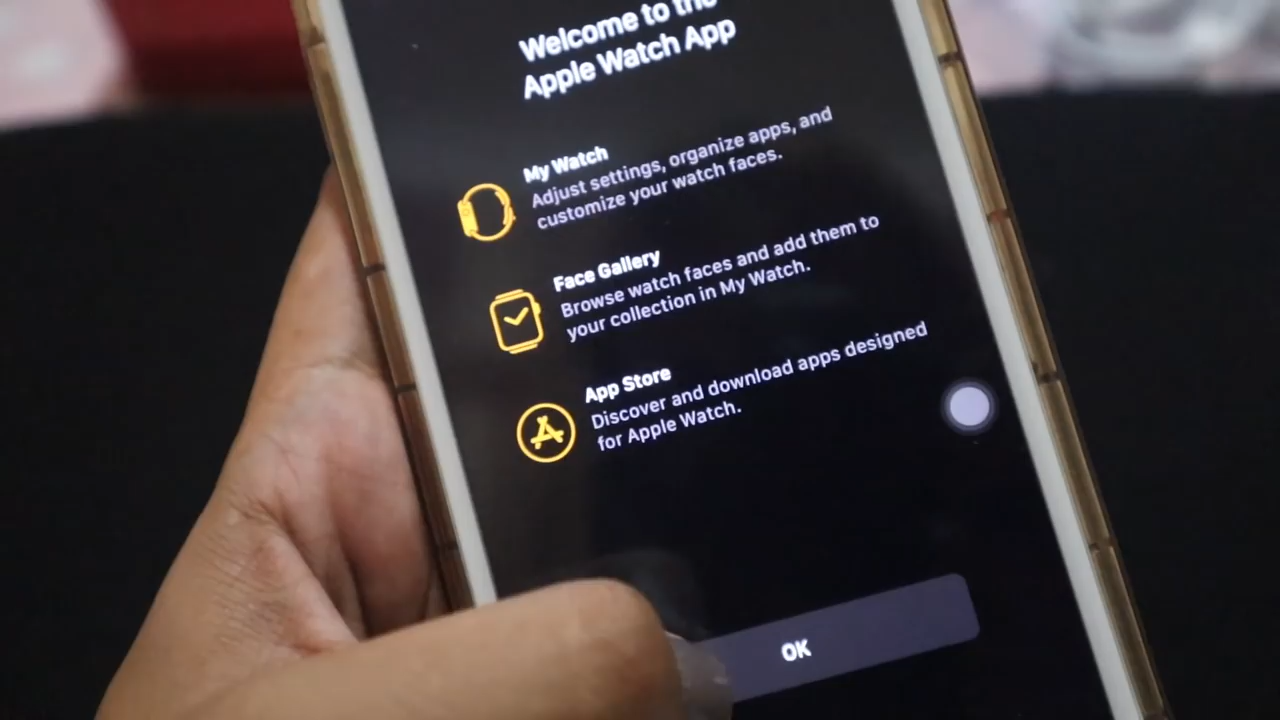 Welcome to the
Apple Watch App
My Watch
Adjust settings, organize apps, and
customize your watch faces.
Face Gallery
Browse watch faces and add them to
your collection in My Watch.
App Store
Discover and download apps designed
for Apple Watch.
OK